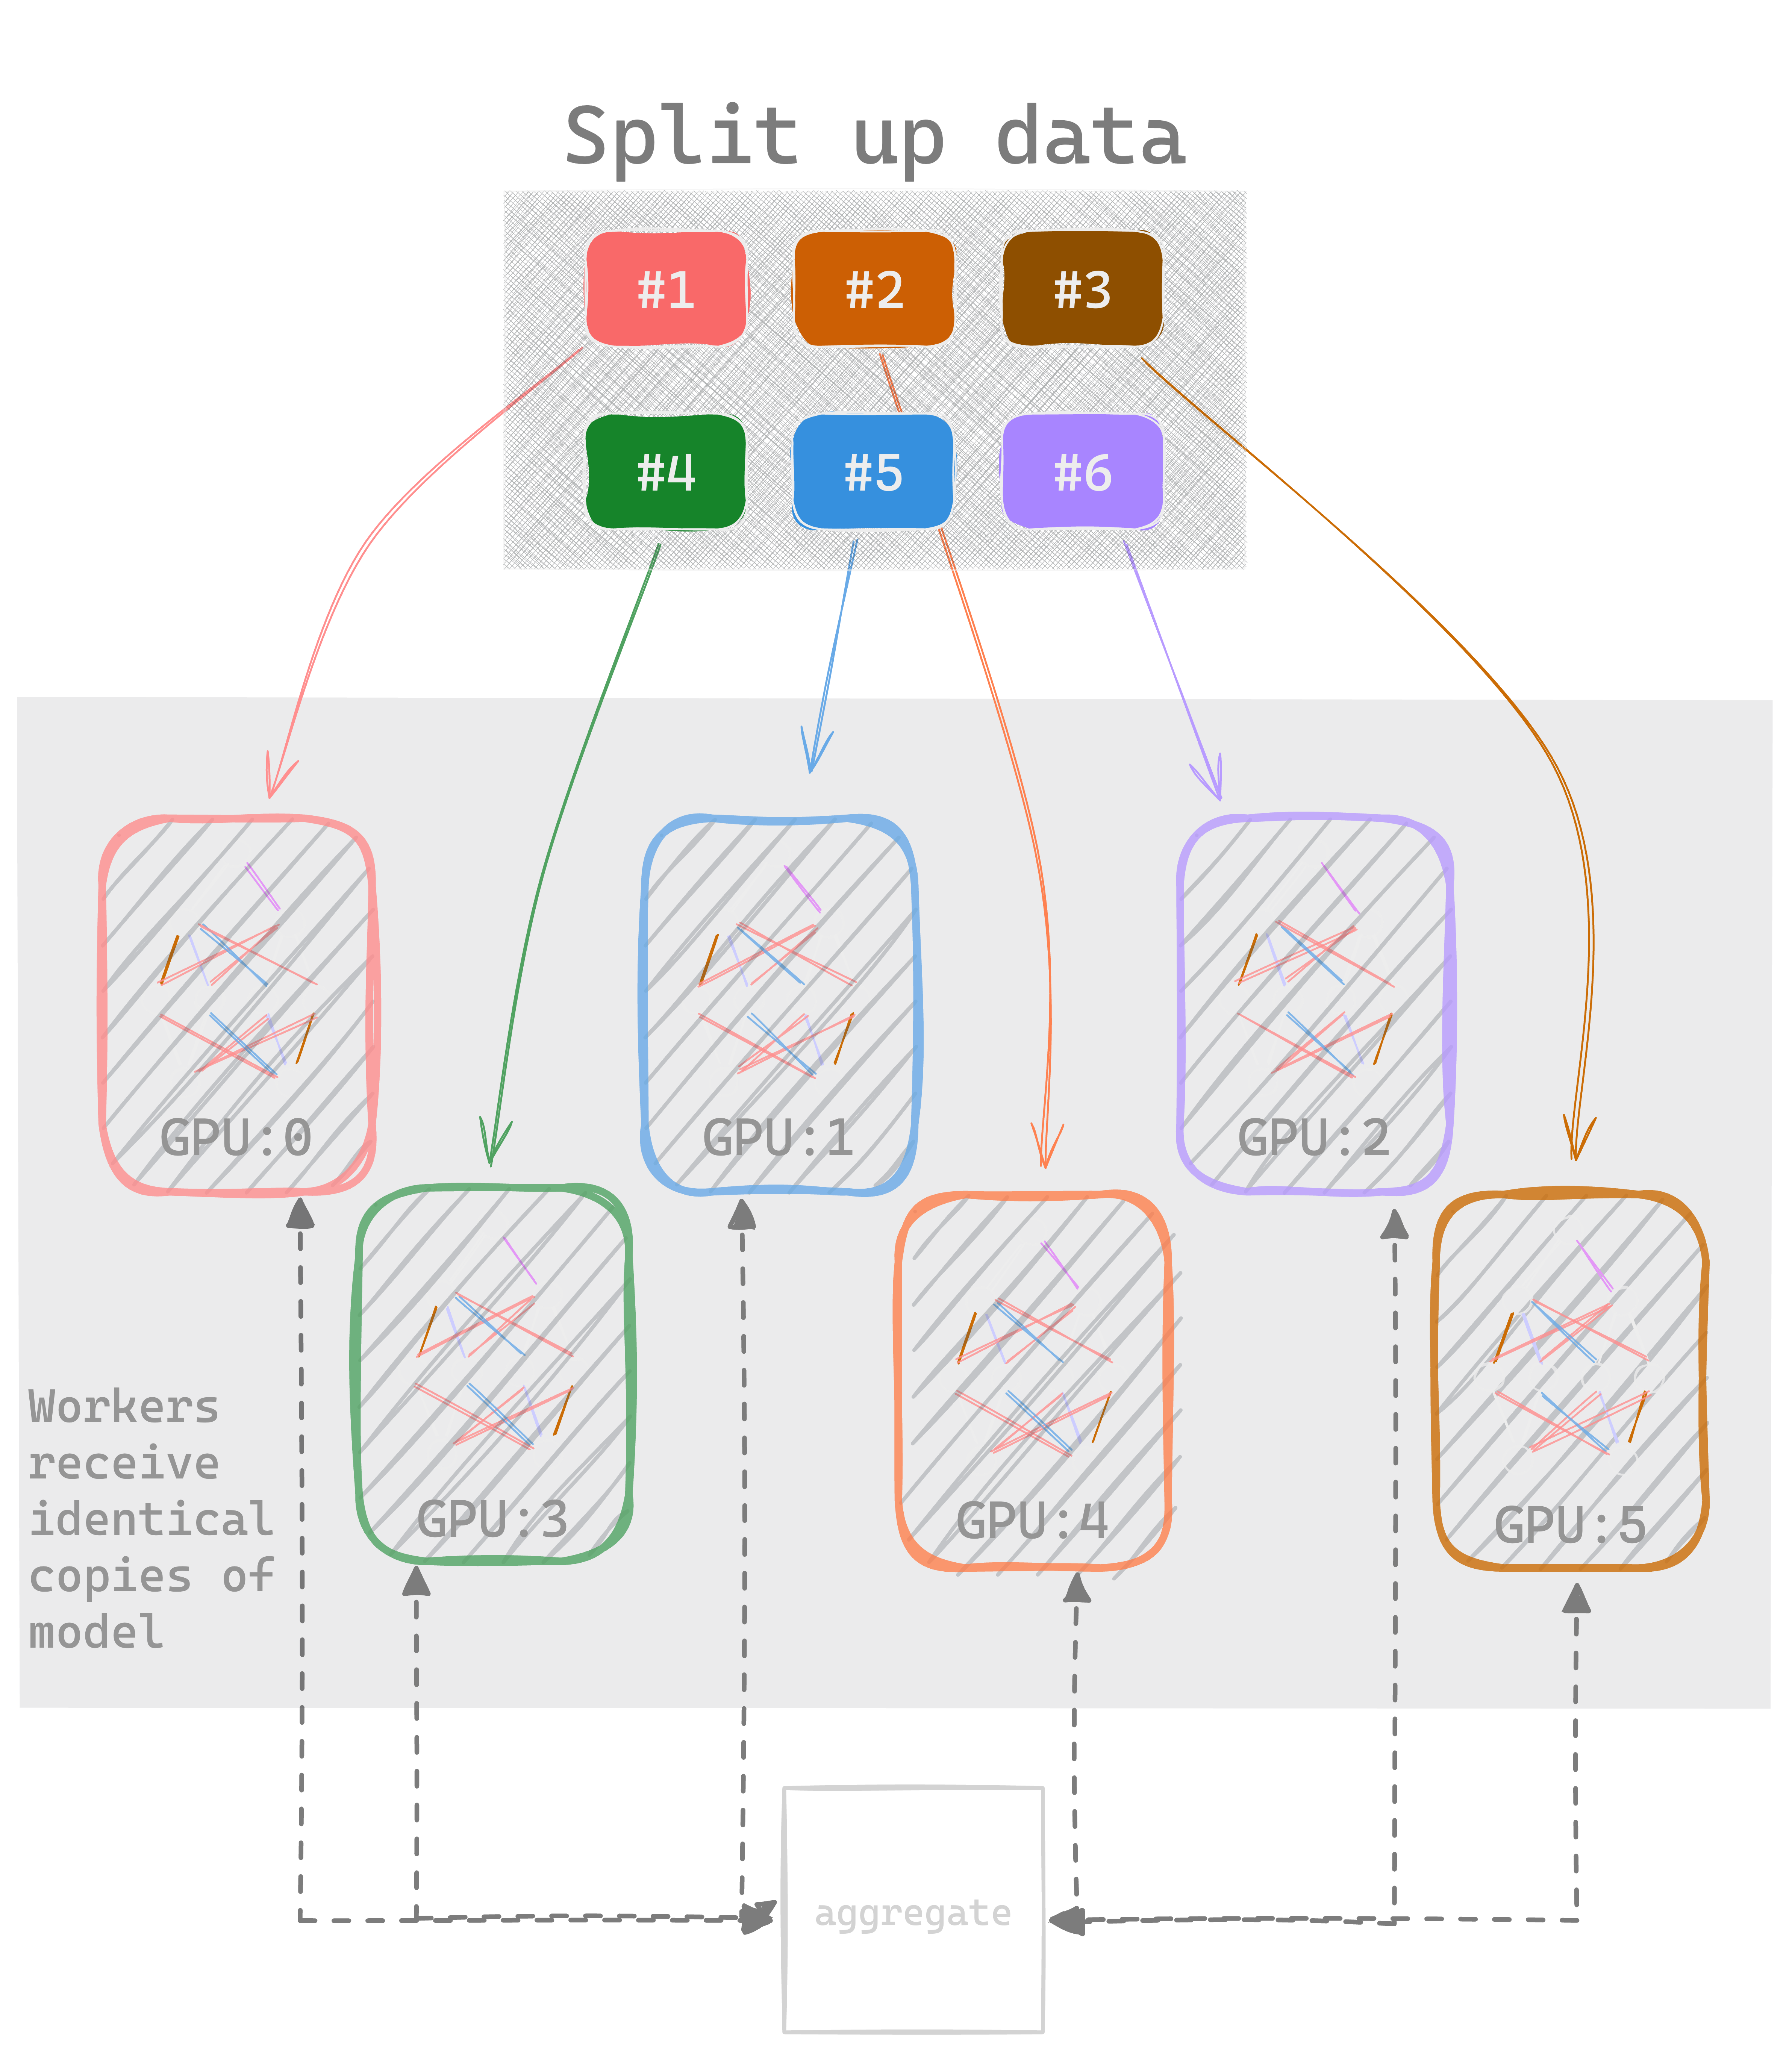 Split up data
#1
#2
#3
#4
#5
#6
GPU:0
GPU:1
GPU:2
GPU:3
GPU:4
GPU:5
Workers
receive
identical
copies of
model
aggregate